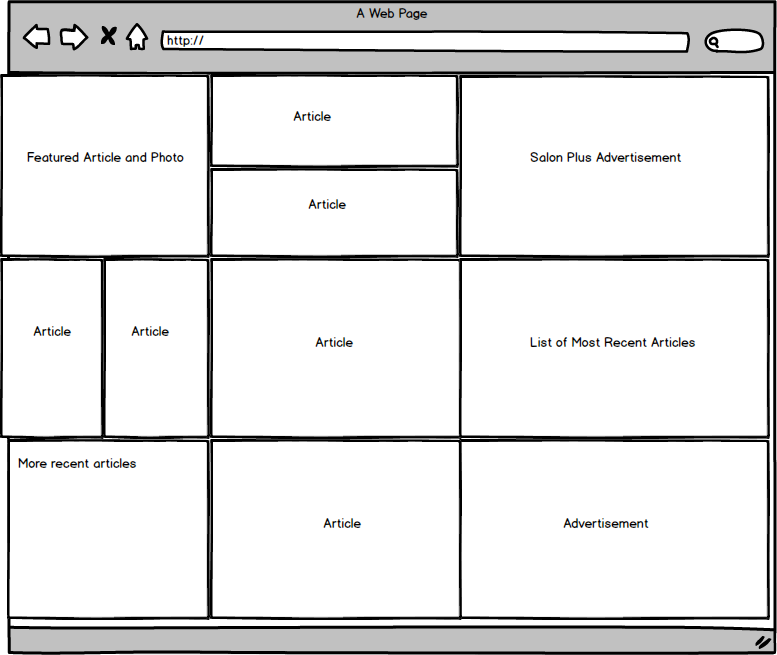 A Web Page
http://
Featured Article and Photo
Article
Article
Salon Plus Advertisement
Article
Article
Article
List of Most Recent Articles
More recent articles
Article
Advertisement